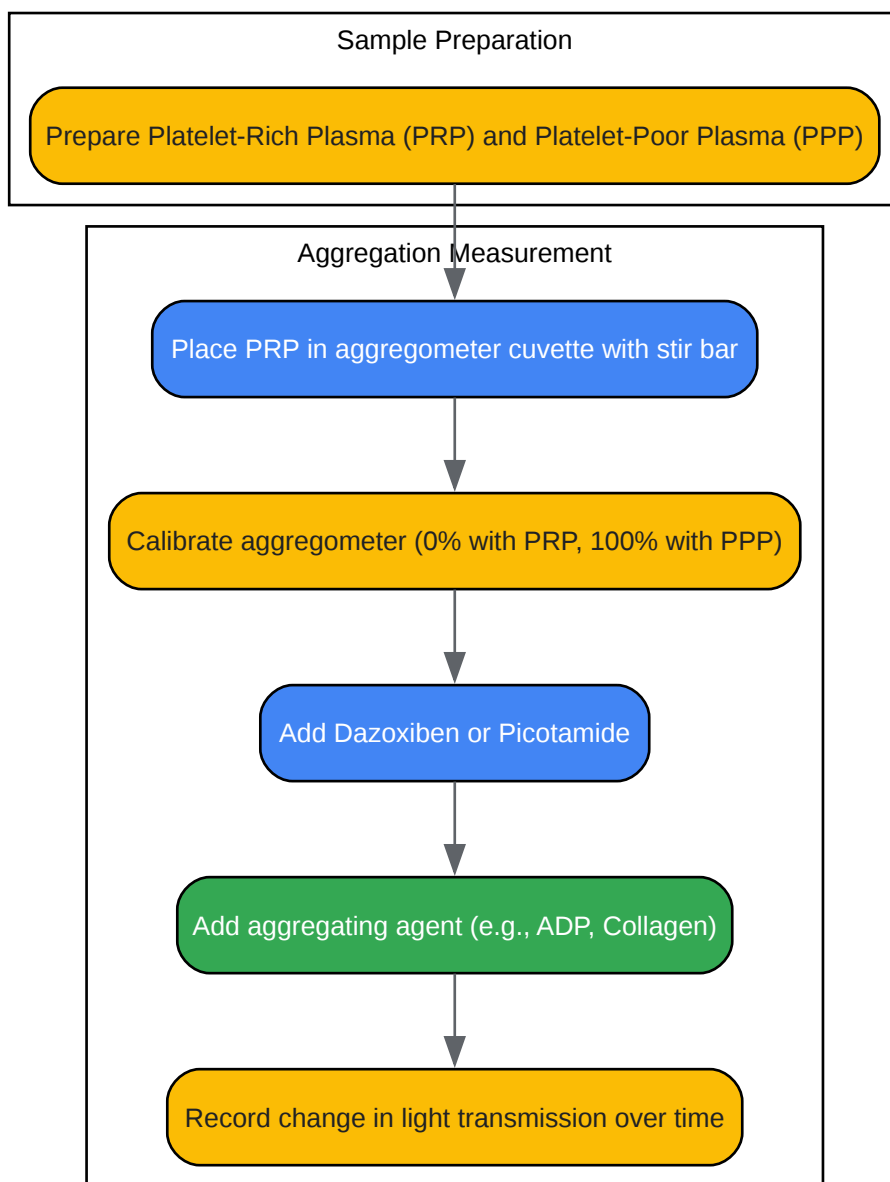 Sample Preparation
Prepare Platelet-Rich Plasma (PRP) and Platelet-Poor Plasma (PPP)
Aggregation Measurement
Place PRP in aggregometer cuvette with stir bar
Calibrate aggregometer (0% with PRP, 100% with PPP)
Add Dazoxiben or Picotamide
Add aggregating agent (e.g., ADP, Collagen)
Record change in light transmission over time